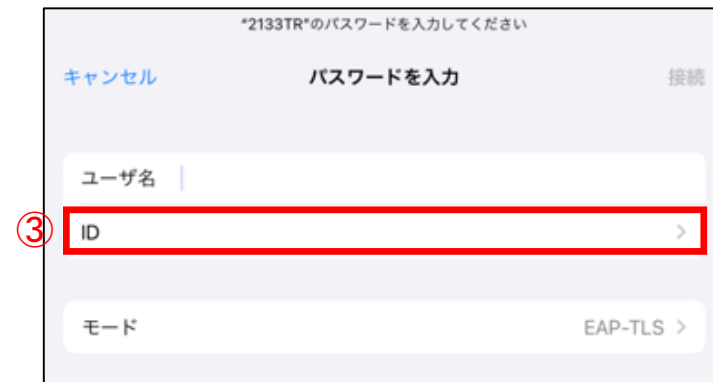 "2133TR"のパスワードを入力してください
キャンセル パスワードを入力 接続
ユーザ名
③ ID >
モード EAP-TLS >